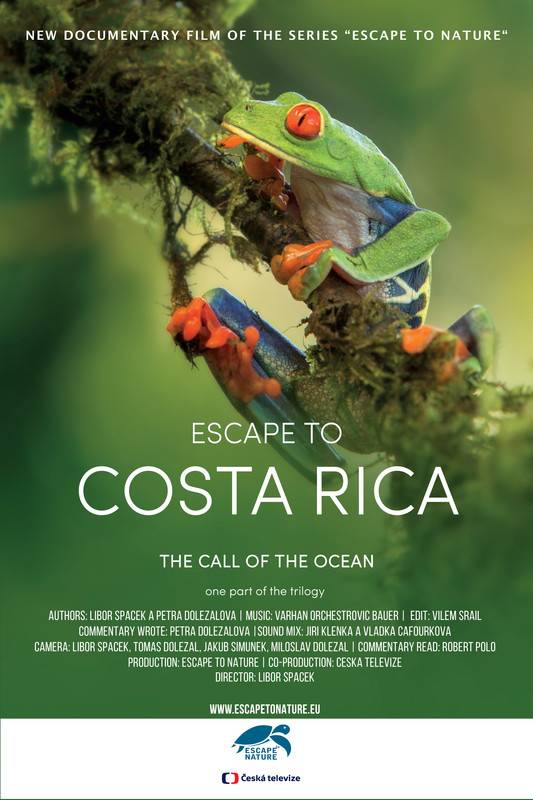 NEW DOCUMENTARY FILM OF THE SERIES “ESCAPE TO NATURE“
ESCAPE TO
COSTA RICA
THE CALL OF THE OCEAN
one part of the trilogy
AUTHORS: LIBOR SPACEK A PETRA DOLEZALOVA | MUSIC: VARHAN ORCHESTROVIC BAUER | EDIT: VILEM SRAIL
COMMENTARY WROTE: PETRA DOLEZALOVA |SOUND MIX: JIRI KLENKA A VLADKA CAFOURKOVA
CAMERA: LIBOR SPACEK, TOMAS DOLEZAL, JAKUB SIMUNEK, MILOSLAV DOLEZAL | COMMENTARY READ: ROBERT POLO
PRODUCTION: ESCAPE TO NATURE | CO-PRODUCTION: CESKA TELEVIZE
DIRECTOR: LIBOR SPACEK
WWW.ESCAPETONATURE.EU
ESCAPE TO
NATURE
Česká televize